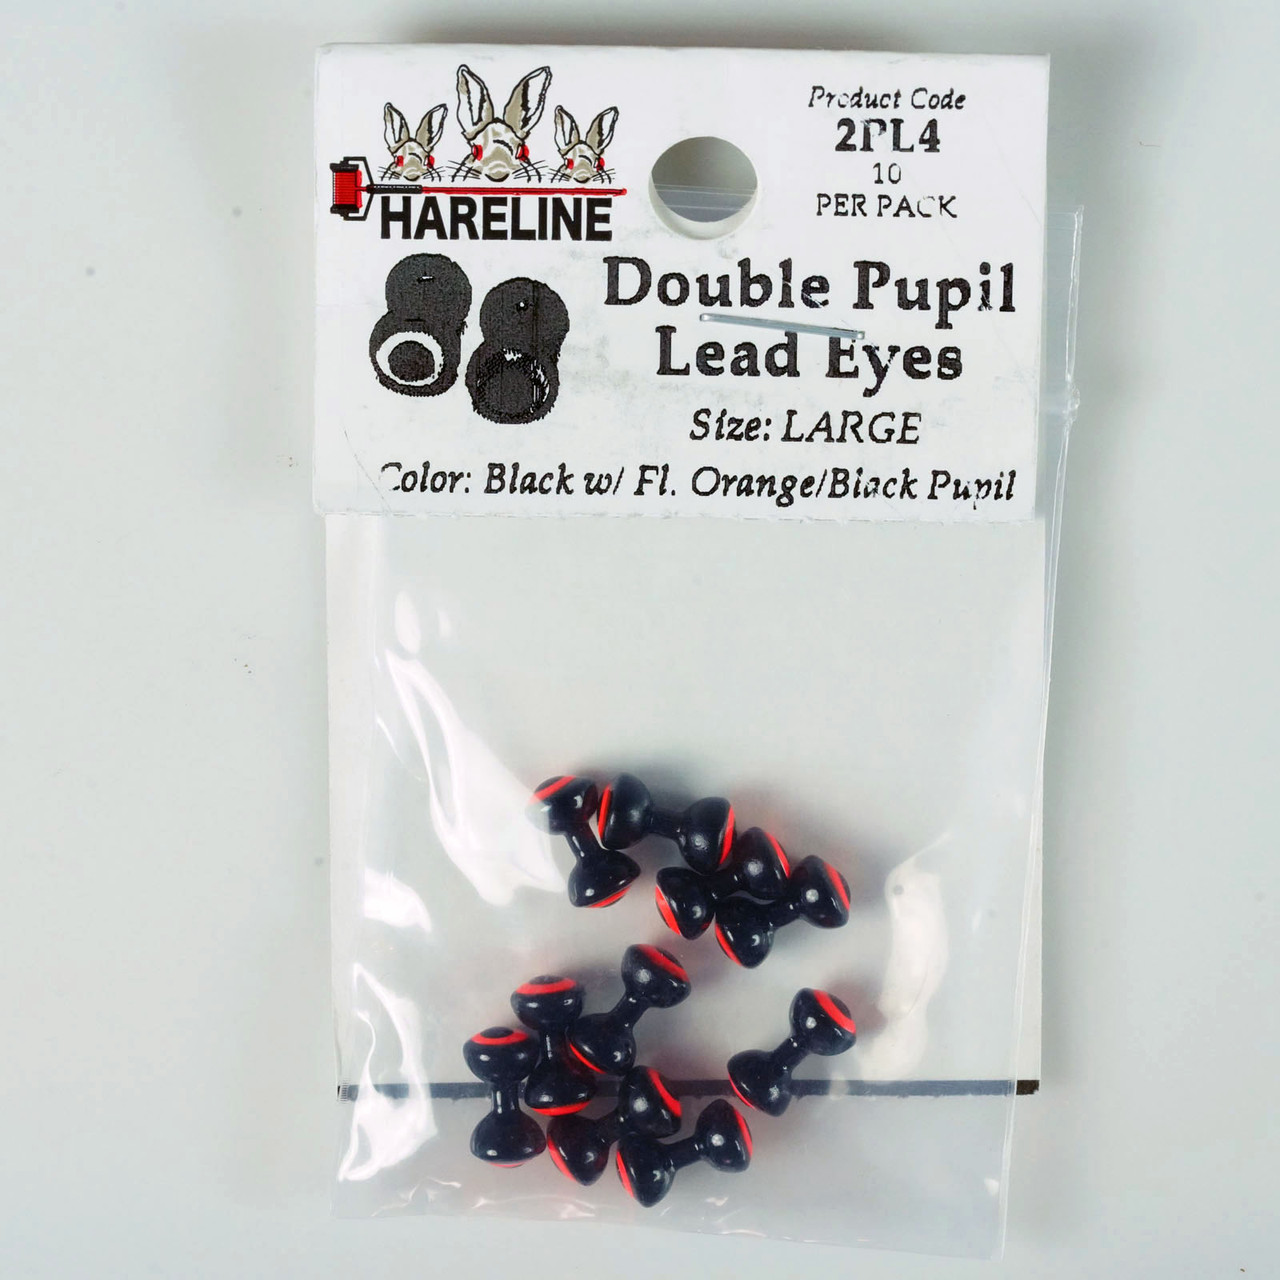 HARELINE
Product Code
2PL4
10
PER PACK
Double Pupil
Lead Eyes
Size: LARGE
Color: Black w/ Fl. Orange/Black Pupil